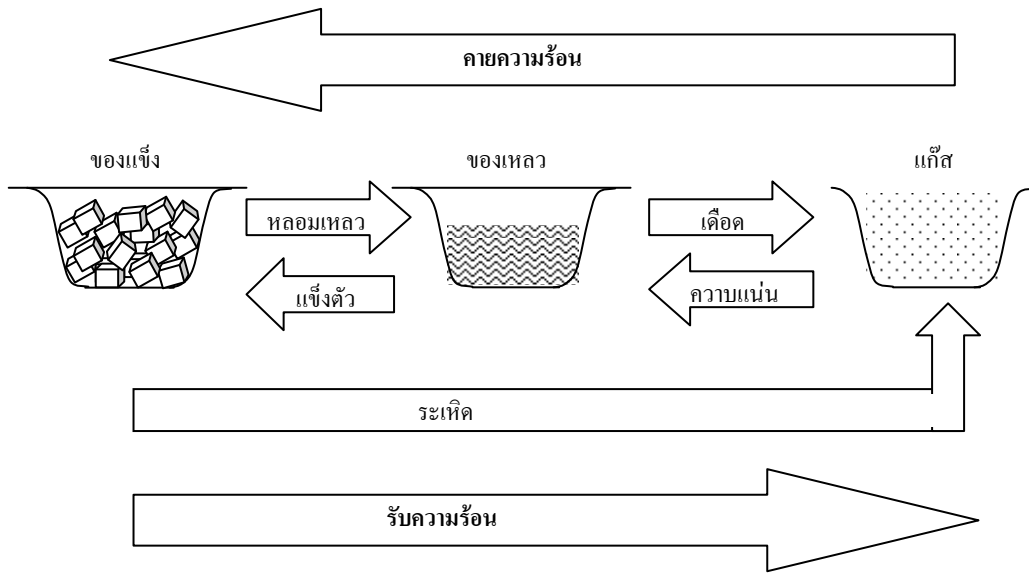 คายความร้อน
ของแข็ง
ของเหลว
แก๊ส
หลอมเหลว
เดือด
แข็งตัว
ควาบแน่น
ระเหิด
รับความร้อน